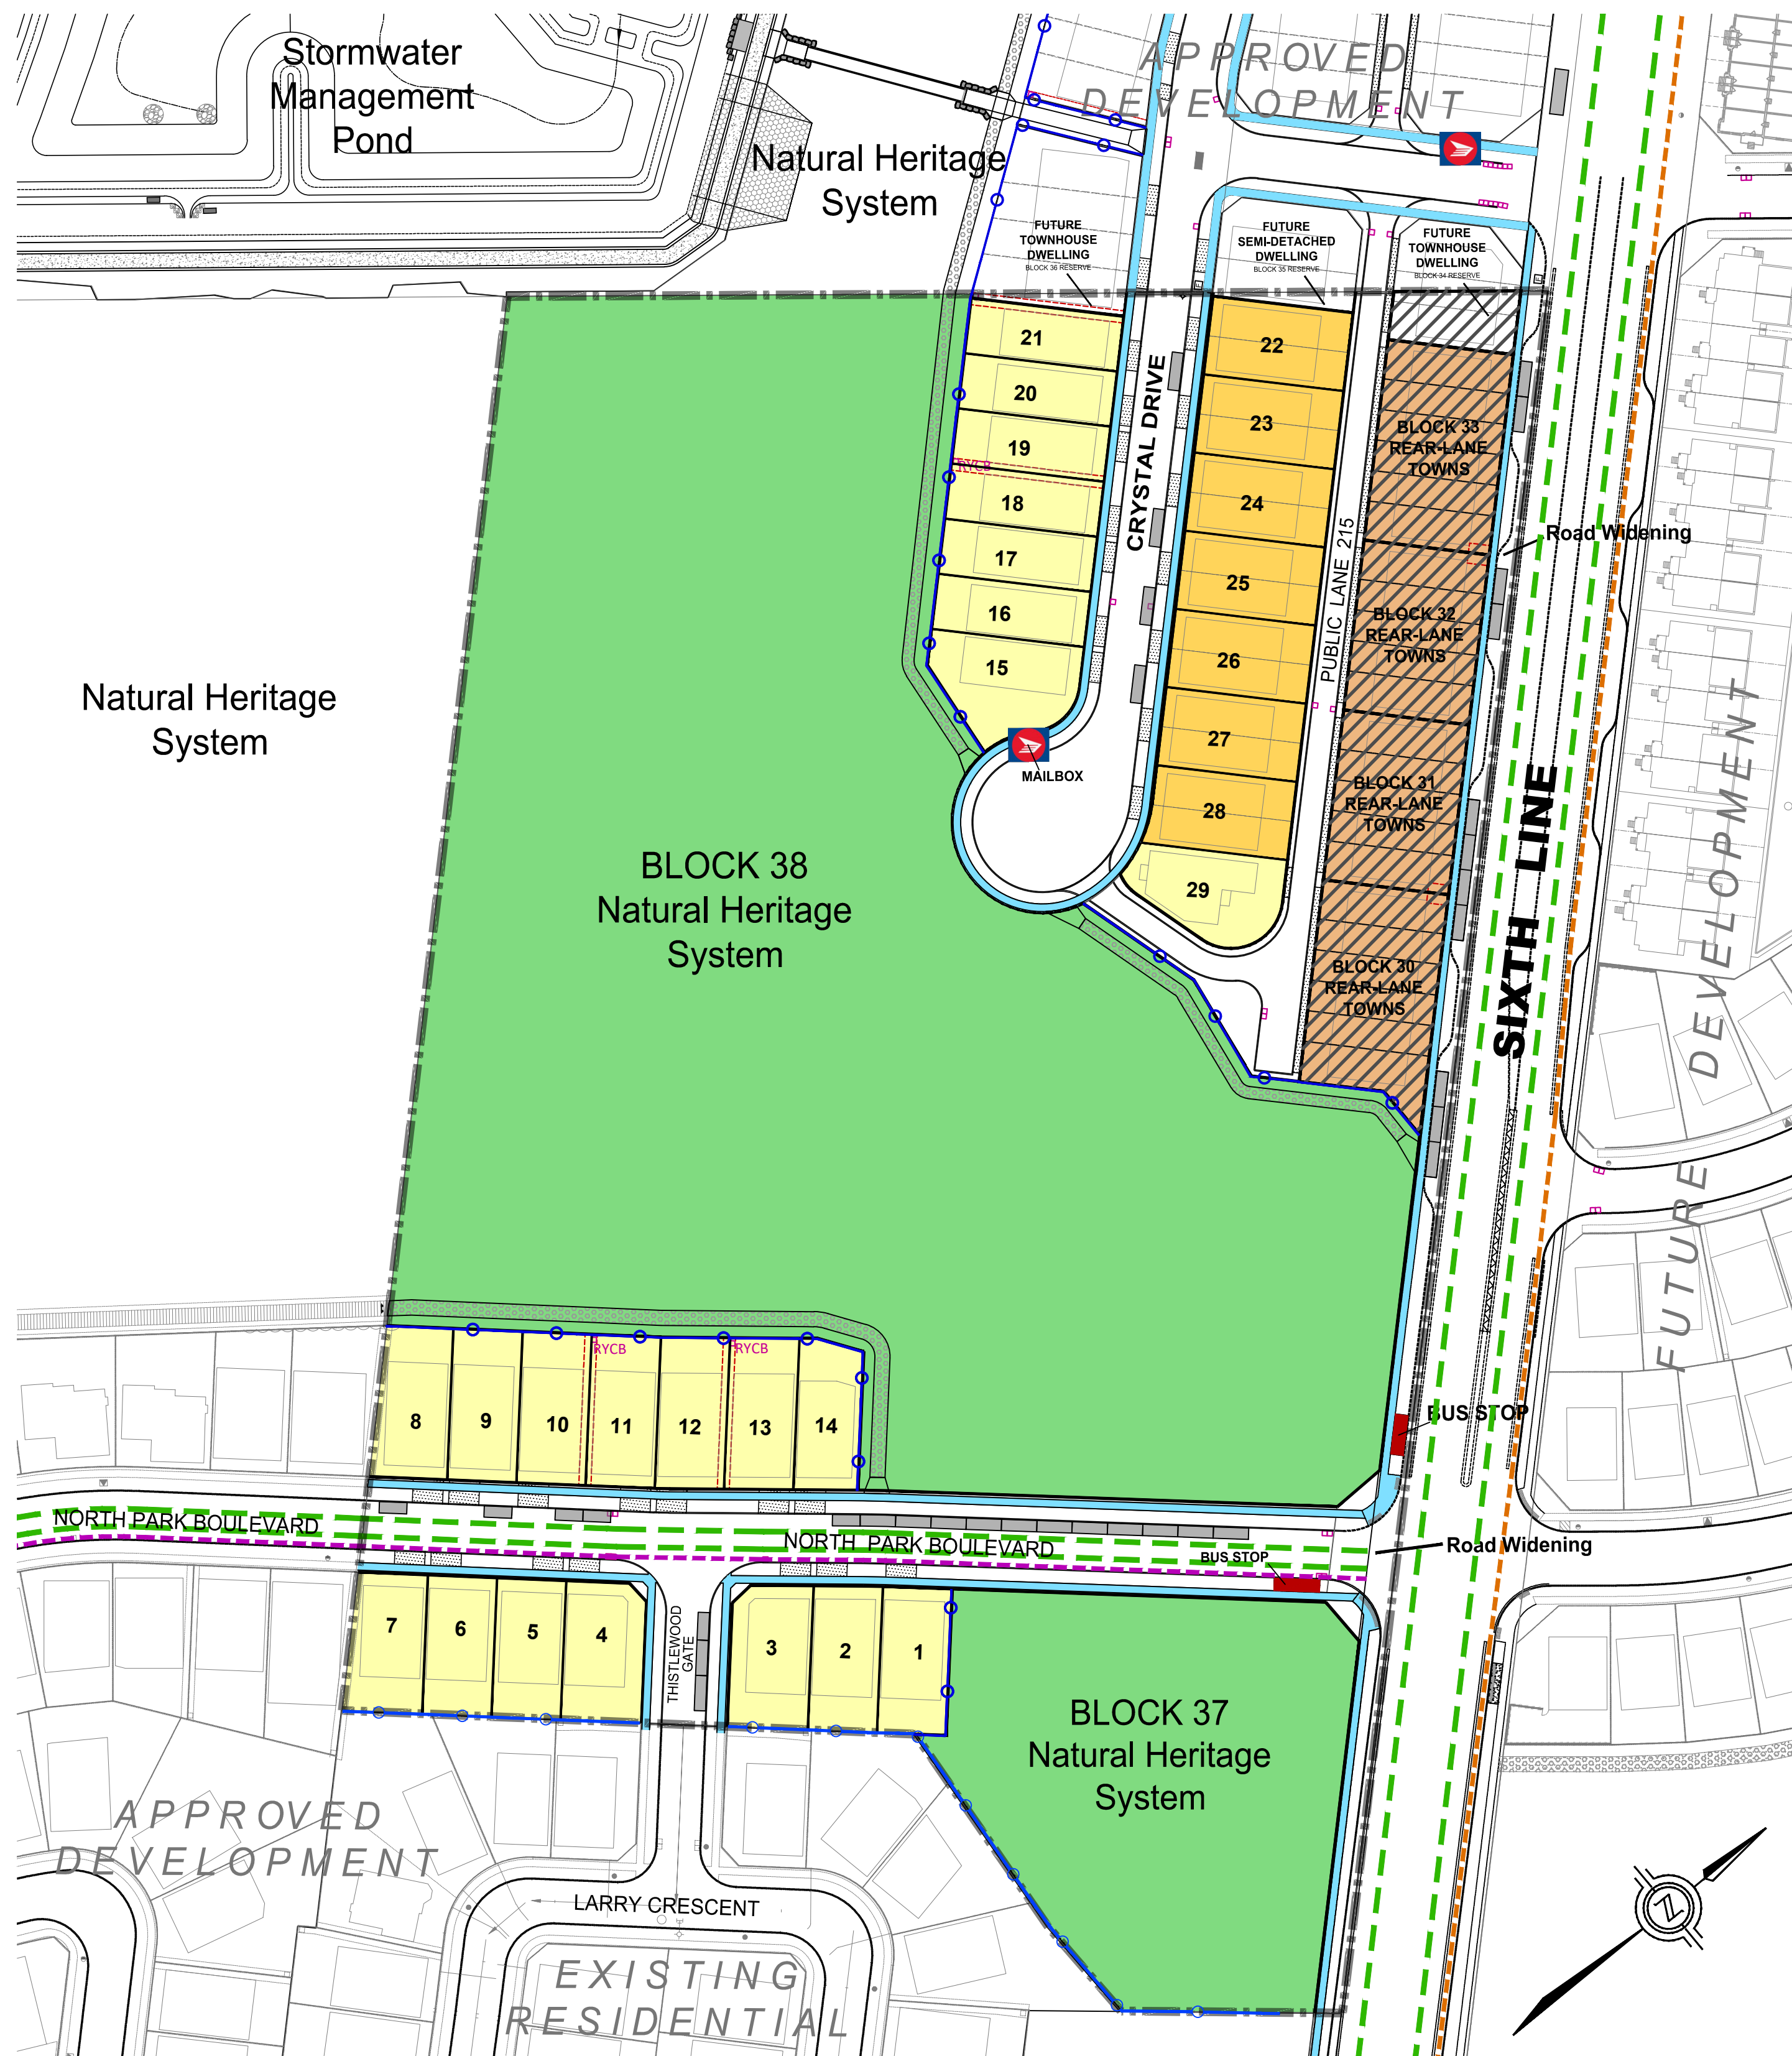 Stormwater
Management
Pond
Natural Heritage
System
APPROVED
DEVELOPMENT
FUTURE
TOWNHOUSE
DWELLING
BLOCK 36 RESERVE
FUTURE
SEMI-DETACHED
DWELLING
BLOCK 35 RESERVE
FUTURE
TOWNHOUSE
DWELLING
BLOCK 34 RESERVE
21
20
19
RYCB
18
17
16
15
CRYSTAL DRIVE
22
23
24
25
26
27
28
29
PUBLIC LANE 215
BLOCK 33
REAR-LANE
TOWNS
BLOCK 32
REAR-LANE
TOWNS
BLOCK 31
REAR-LANE
TOWNS
BLOCK 30
REAR-LANE
TOWNS
Road Widening
SIXTH LINE
FUTURE DEVELOPMENT
MAILBOX
Natural Heritage
System
BLOCK 38
Natural Heritage
System
BUS STOP
8
9
10
RYCB
11
12
RYCB
13
14
NORTH PARK BOULEVARD
NORTH PARK BOULEVARD
BUS STOP
Road Widening
7
6
5
4
THISTLEWOOD
GATE
3
2
1
BLOCK 37
Natural Heritage
System
APPROVED
DEVELOPMENT
LARRY CRESCENT
EXISTING
RESIDENTIAL
N